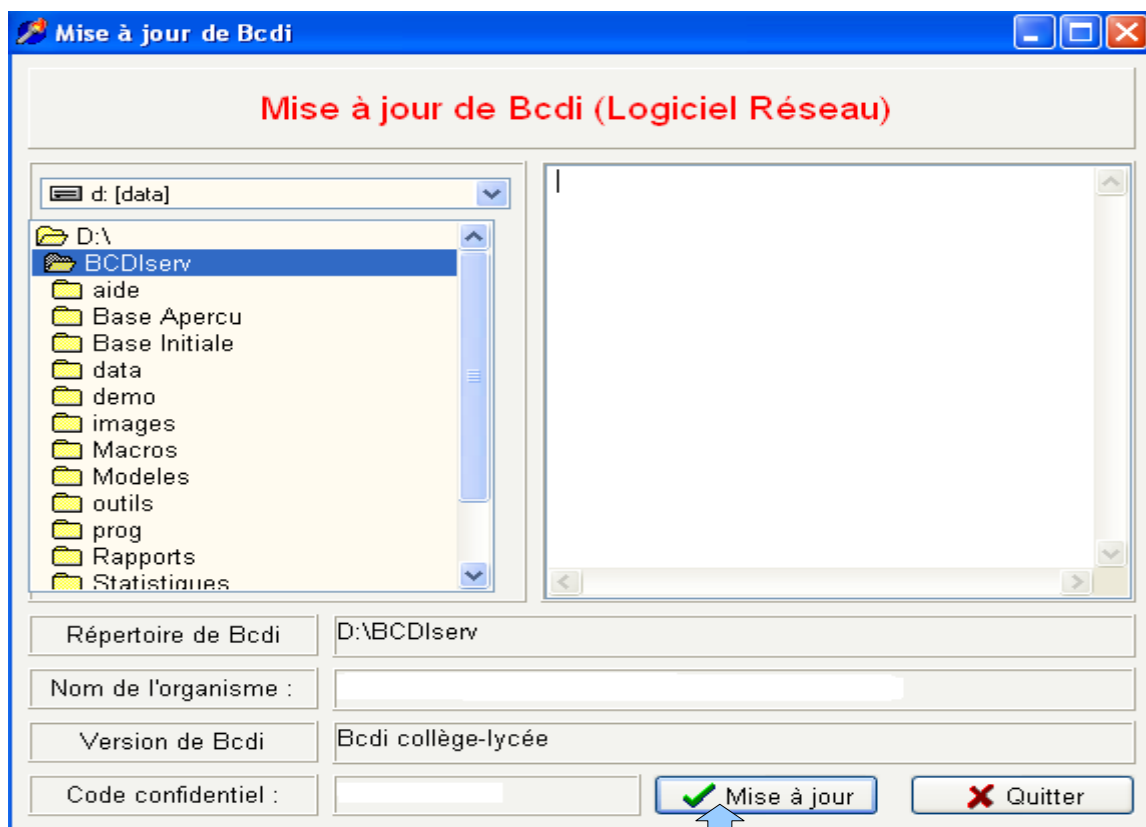 Mise à jour de Bcdi
Mise à jour de Bcdi (Logiciel Réseau)
d: [data]
D:\
BCDIserv
aide
Base Apercu
Base Initiale
data
demo
images
Macros
Modeles
outils
prog
Rapports
Statistiques
Répertoire de Bcdi D:\BCDIserv
Nom de l'organisme :
Version de Bcdi Bcdi collège-lycée
Code confidentiel : Mise à jour Quitter